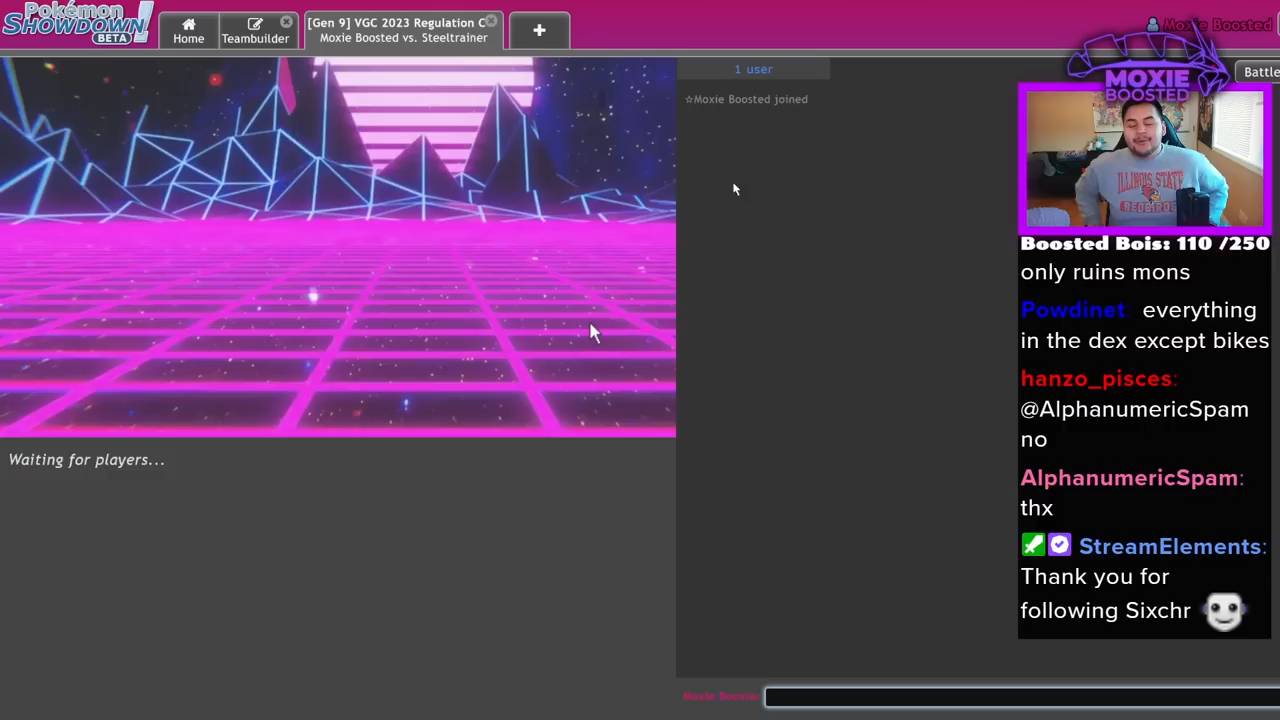 Pokémon
SHOWDOWN!
BETA
Home
Teambuilder
[Gen 9] VGC 2023 Regulation C
Moxie Boosted vs. Steeltrainer
+
Moxie Boosted
1 user
Battle
☆Moxie Boosted joined
MOXIE
BOOSTED
ILLINOIS STATE
REDBIRDS
Boosted Bois: 110 /250
only ruins mons
Powdinet: everything
in the dex except bikes
hanzo_pisces:
@AlphanumericSpam
no
AlphanumericSpam:
thx
StreamElements:
Thank you for
following Sixchr
Waiting for players...
Moxie Boosted: